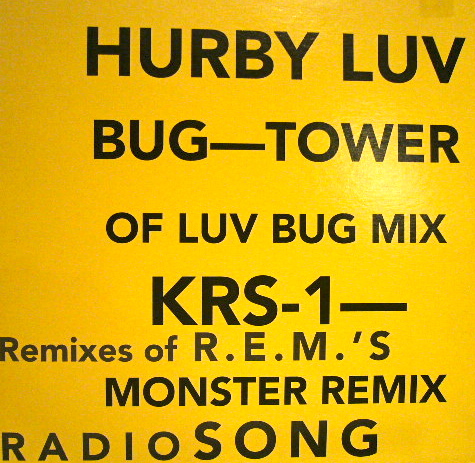 HURBY LUV
BUG—TOWER
OF LUV BUG MIX
KRS-1—
Remixes of R.E.M.'S
MONSTER REMIX
RADIOSONG